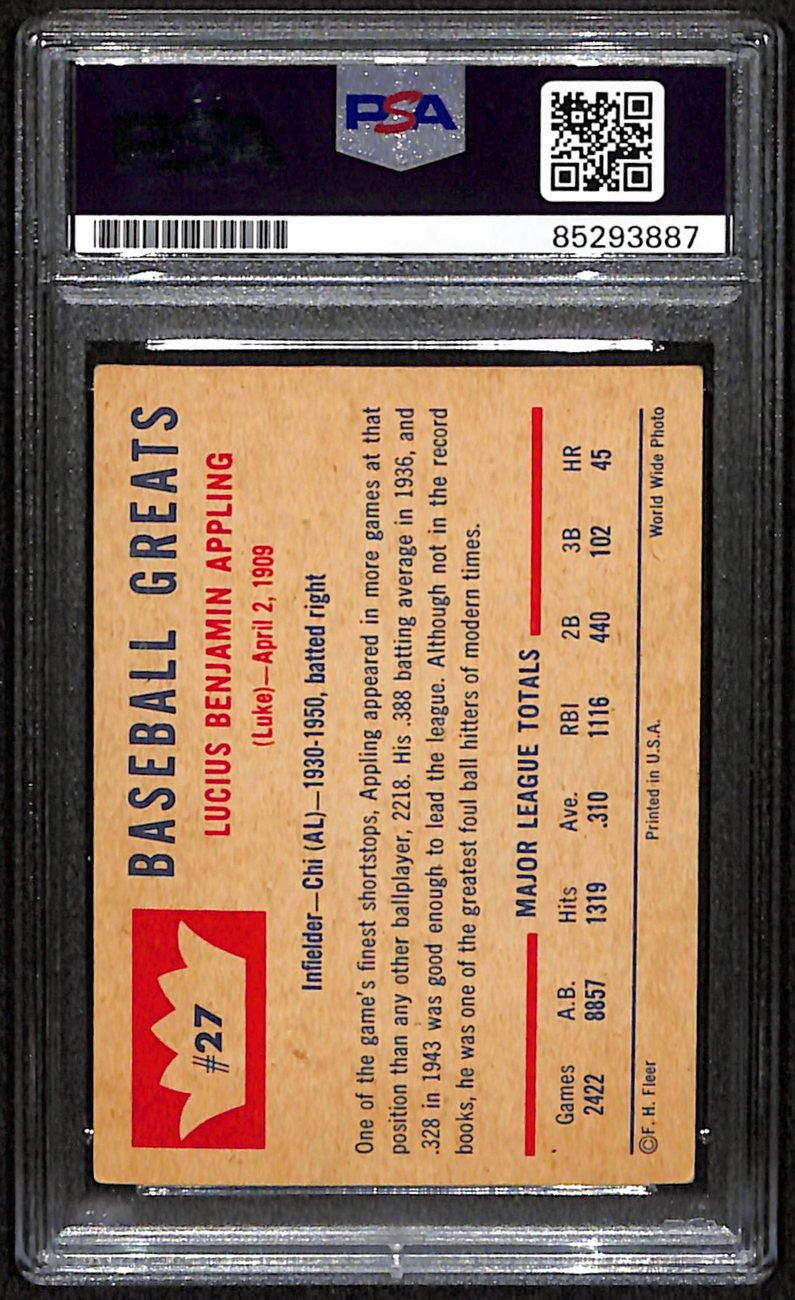 PSA
85293887
#27
BASEBALL GREATS
LUCIUS BENJAMIN APPLING
(Luke)—April 2, 1909
Infielder—Chi (AL)—1930-1950, batted right
One of the game's finest shortstops, Appling appeared in more games at that
position than any other ballplayer, 2218. His .388 batting average in 1936, and
.328 in 1943 was good enough to lead the league. Although not in the record
books, he was one of the greatest foul ball hitters of modern times.
MAJOR LEAGUE TOTALS
Games A.B. Hits Ave. RBI 2B 3B HR
2422 8857 1319 .310 1116 440 102 45
©F. H. Fleer Printed in U.S.A. World Wide Photo